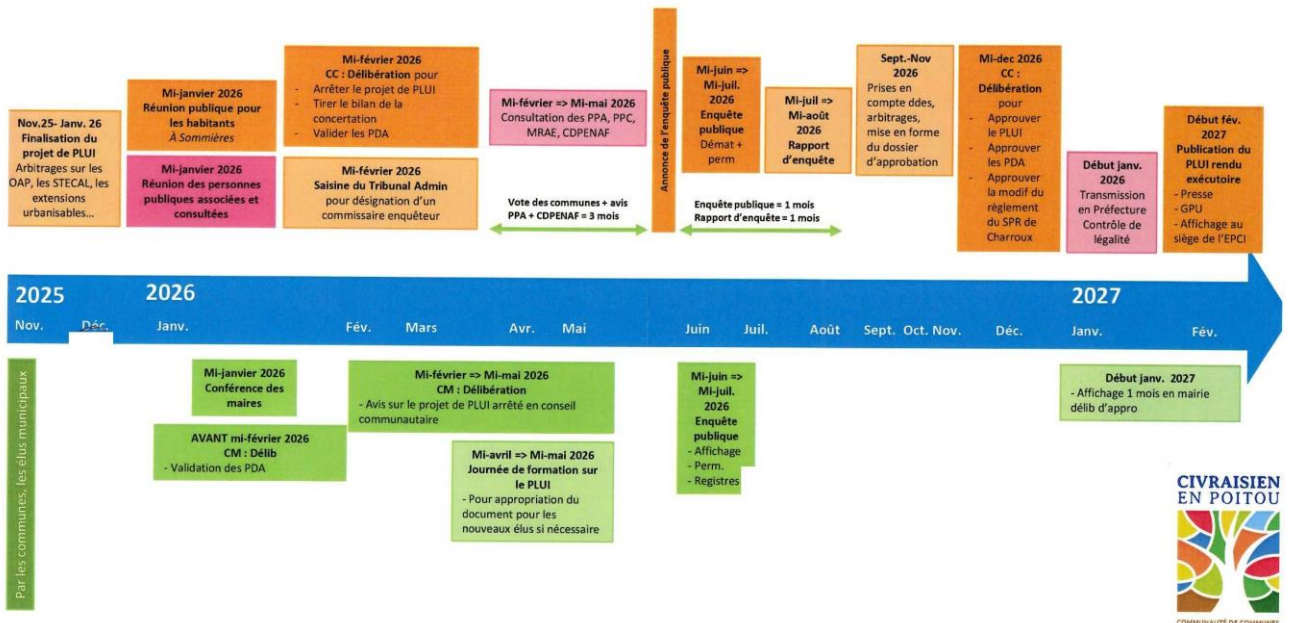 Nov.25- Janv. 26
Finalisation du
projet de PLUI
Arbitrages sur les
OAP, les STECAL, les
extensions
urbanisables...
Mi-janvier 2026
Réunion publique pour
les habitants
À Sommières
Mi-janvier 2026
Réunion des personnes
publiques associées et
consultées
Mi-février 2026
CC : Délibération pour
- Arrêter le projet de PLUI
- Tirer le bilan de la
concertation
- Valider les PDA
Mi-février 2026
Saisine du Tribunal Admin
pour désignation d'un
commissaire enquêteur
Mi-février => Mi-mai 2026
Consultation des PPA, PPC,
MRAE, CDPENAF
Vote des communes + avis
PPA + CDPENAF = 3 mois
Annonce de l'enquête publique
Mi-juin =>
Mi-juil.
2026
Enquête
publique
Démat +
perm
Mi-juil =>
Mi-août
2026
Rapport
d'enquête
Enquête publique = 1 mois
Rapport d'enquête = 1 mois
Sept.-Nov
2026
Prises en
compte ddes,
arbitrages,
mise en forme
du dossier
d'approbation
Mi-dec 2026
CC :
Délibération
pour
- Approuver
le PLUI
- Approuver
les PDA
- Approuver
la modif du
règlement
du SPR de
Charroux
Début janv.
2026
Transmission
en Préfecture
Contrôle de
légalité
Début fév.
2027
Publication du
PLUI rendu
exécutoire
- Presse
- GPU
- Affichage au
siège de l'EPCI
2025 2026 2027
Nov. Déc. Janv. Fév. Mars Avr. Mai Juin Juil. Août Sept. Oct. Nov. Déc. Janv. Fév.
Par les communes, les élus municipaux
Mi-janvier 2026
Conférence des
maires
AVANT mi-février 2026
CM : Délib
- Validation des PDA
Mi-février => Mi-mai 2026
CM : Délibération
- Avis sur le projet de PLUI arrêté en conseil
communautaire
Mi-avril => Mi-mai 2026
Journée de formation sur
le PLUI
- Pour appropriation du
document pour les
nouveaux élus si nécessaire
Mi-juin =>
Mi-juil.
2026
Enquête
publique
- Affichage
- Perm.
- Registres
Début janv. 2027
- Affichage 1 mois en mairie
délib d'appro
CIVRAISIEN
EN POITOU
COMMUNAUTÉ DE COMMUNES